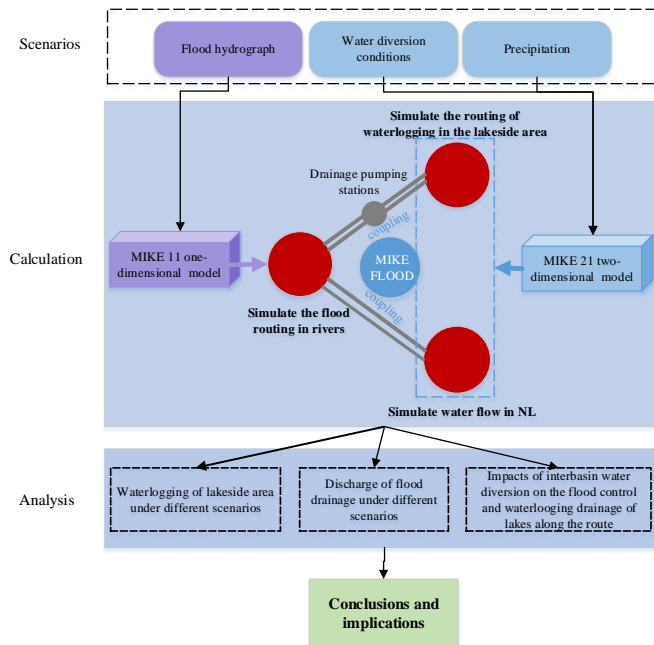 Scenarios
Flood hydrograph
Water diversion
conditions
Precipitation
Simulate the routing of
waterlogging in the lakeside
area
Drainage pumping
stations
coupling
Calculation
MIKE 11 one-
dimensional model
MIKE
FLOOD
MIKE 21 two-
dimensional model
Simulate the flood
routing in rivers
coupling
Simulate water flow in NL
Analysis
Waterlogging of lakeside area
under different scenarios
Discharge of flood
drainage under different
scenarios
Impacts of interbasin water
diversion on the flood control
and waterlooging drainage of
lakes along the route
Conclusions and
implications